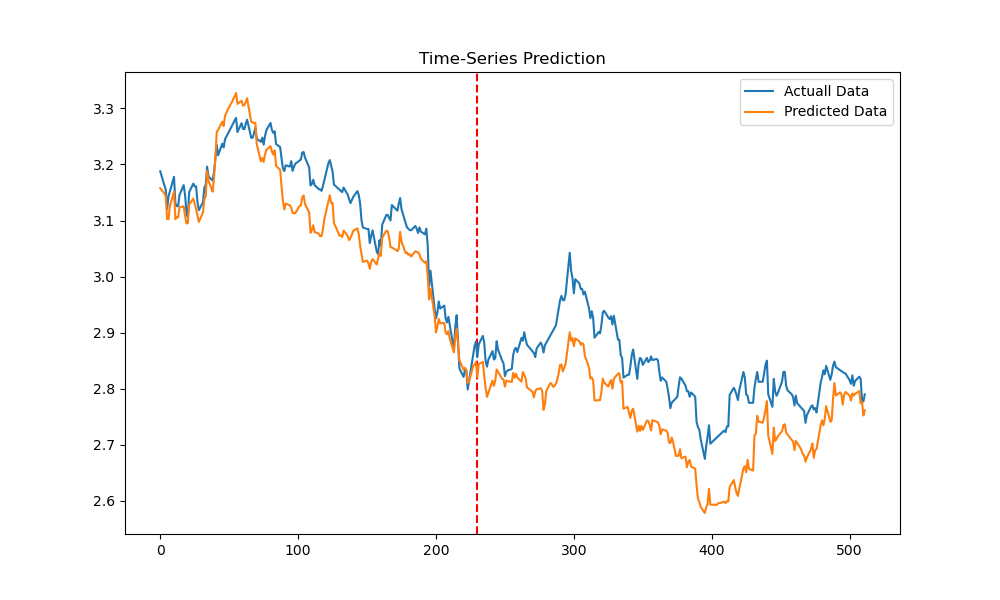 Time-Series Prediction
Actuall Data
Predicted Data
3.3
3.2
3.1
3.0
2.9
2.8
2.7
2.6
0 100 200 300 400 500